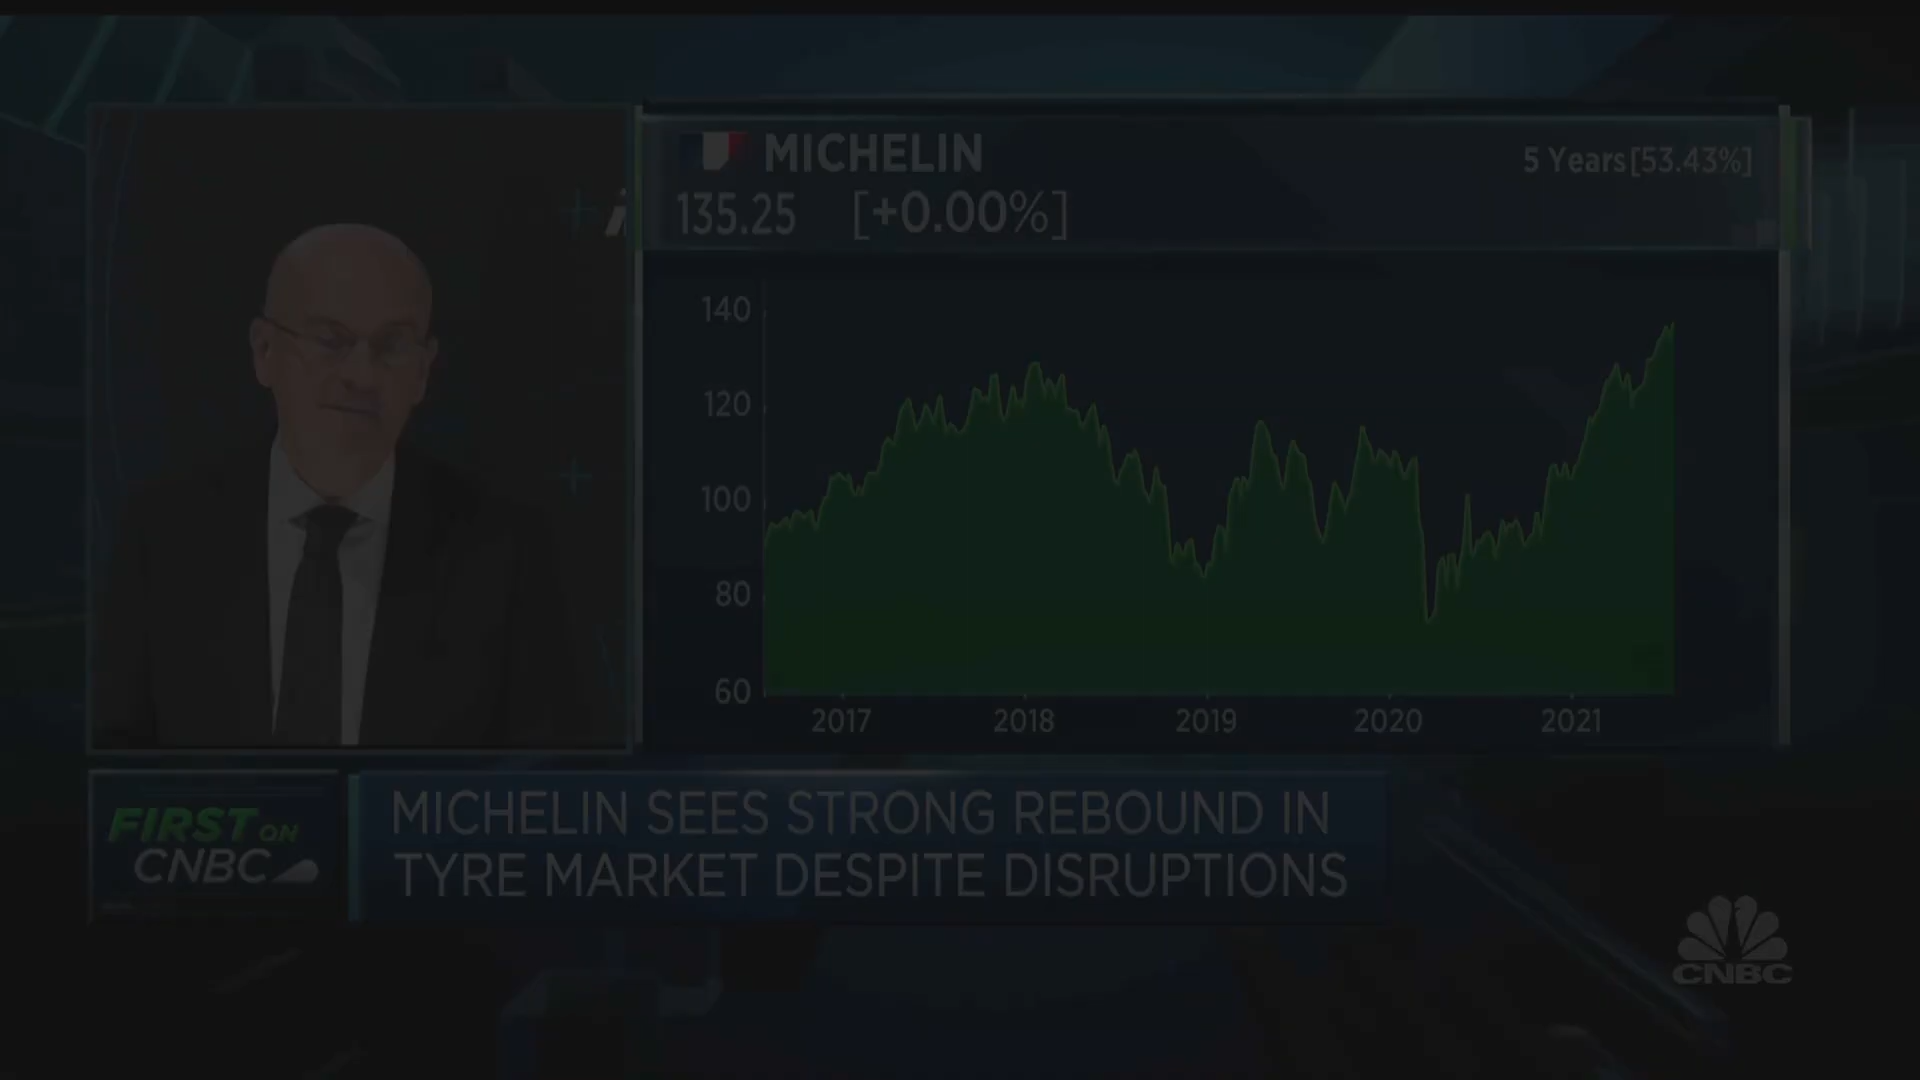 MICHELIN
5 Years[53.43%]
135.25 [+0.00%]
140
120
100
80
60
2017 2018 2019 2020 2021
FIRST ON
CNBC
MICHELIN SEES STRONG REBOUND IN
TYRE MARKET DESPITE DISRUPTIONS
CNBC